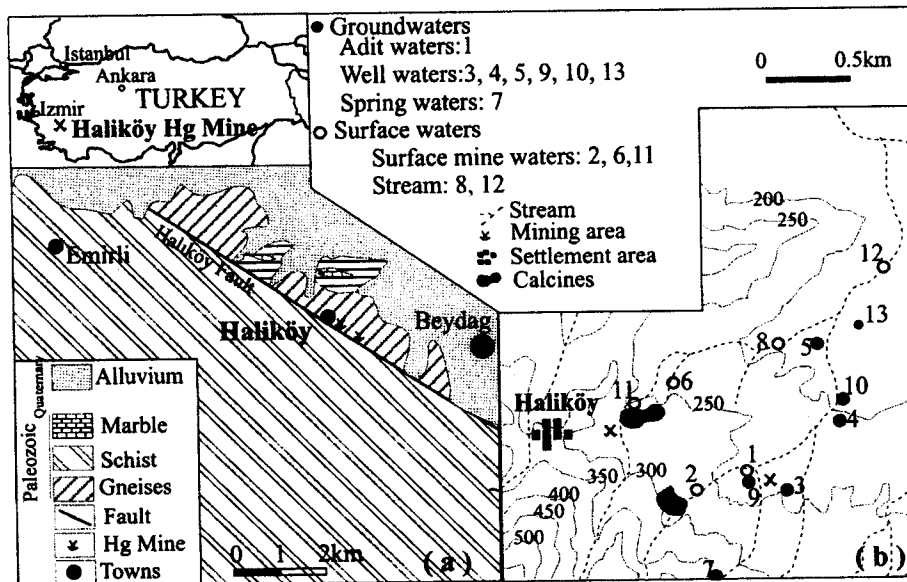 Istanbul
Ankara
TURKEY
Izmir
Haliköy Hg Mine
Groundwaters
Adit waters:1
Well waters:3, 4, 5, 9, 10, 13
Spring waters: 7
Surface waters
Surface mine waters: 2, 6,11
Stream: 8, 12
Stream
Mining area
Settlement area
Calcines
0 0.5km
Emirli
Haliköy Fault
Haliköy
Beydag
Paleozoic
Quaternary
Alluvium
Marble
Schist
Gneises
Fault
Hg Mine
Towns
0 1 2km
( a )
200
250
12
13
8
5
6
11
250
10
4
Haliköy
1
350
300
2
9
3
400
450
500
7
( b )